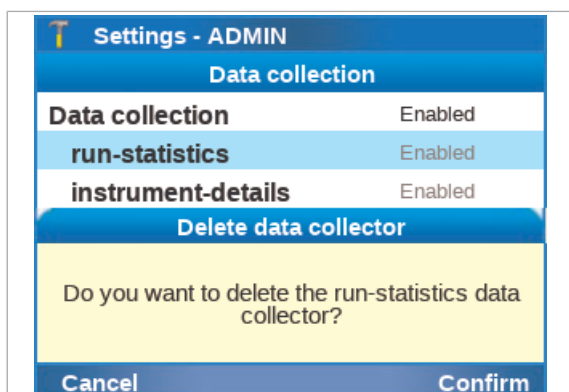 Settings - ADMIN
Data collection
Data collection Enabled
run-statistics Enabled
instrument-details Enabled
Delete data collector
Do you want to delete the run-statistics data
collector?
Cancel Confirm